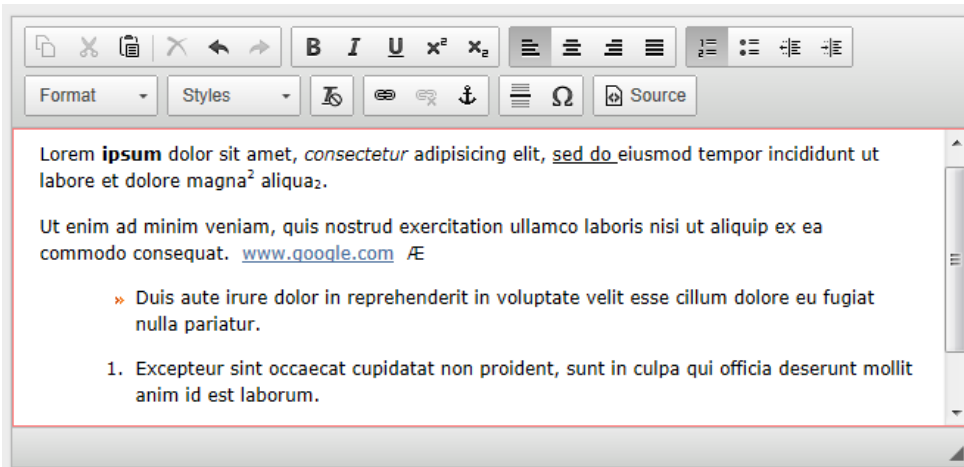 B I U x² x₂
Format Styles Ω Source
Lorem ipsum dolor sit amet, consectetur adipisicing elit, sed do eiusmod tempor incididunt ut
labore et dolore magna² aliqua₂.
Ut enim ad minim veniam, quis nostrud exercitation ullamco laboris nisi ut aliquip ex ea
commodo consequat. www.google.com Æ
» Duis aute irure dolor in reprehenderit in voluptate velit esse cillum dolore eu fugiat
nulla pariatur.
1. Excepteur sint occaecat cupidatat non proident, sunt in culpa qui officia deserunt mollit
anim id est laborum.